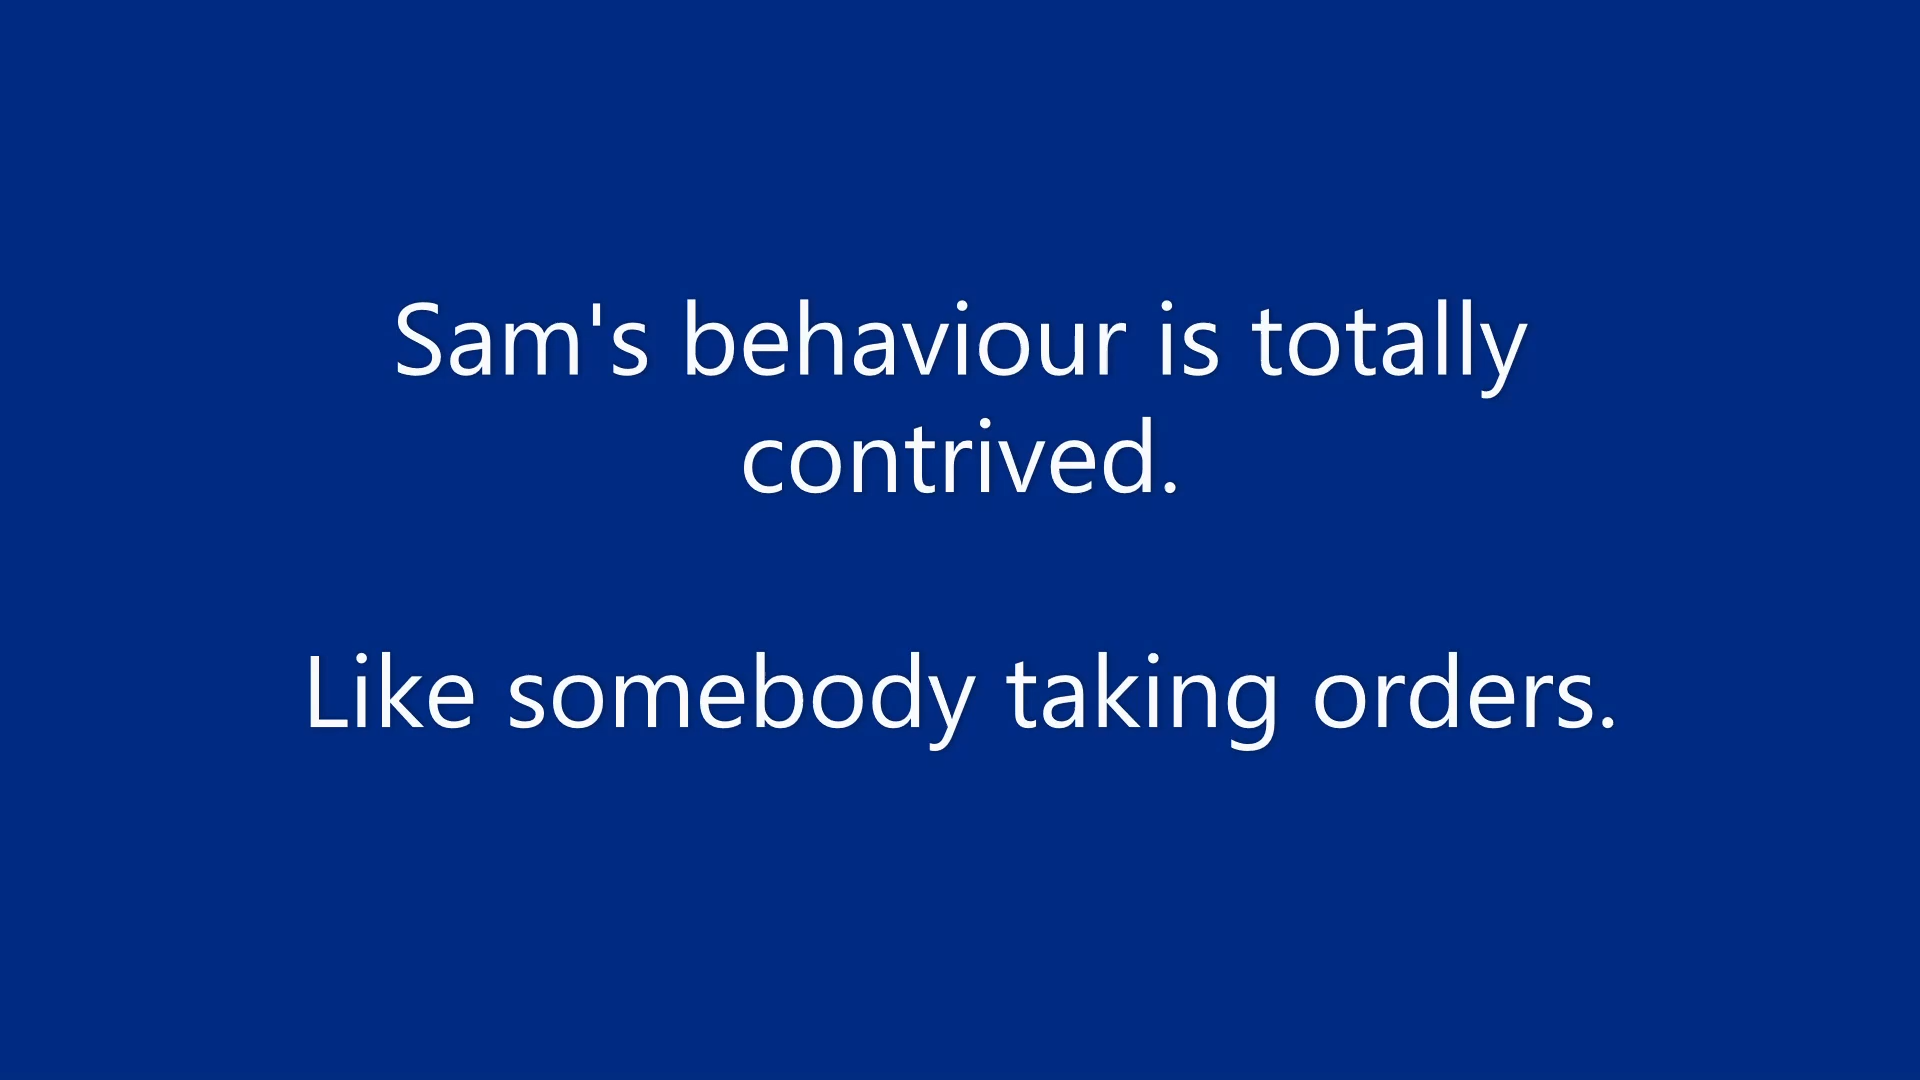 Sam's behaviour is totally
contrived.
Like somebody taking orders.